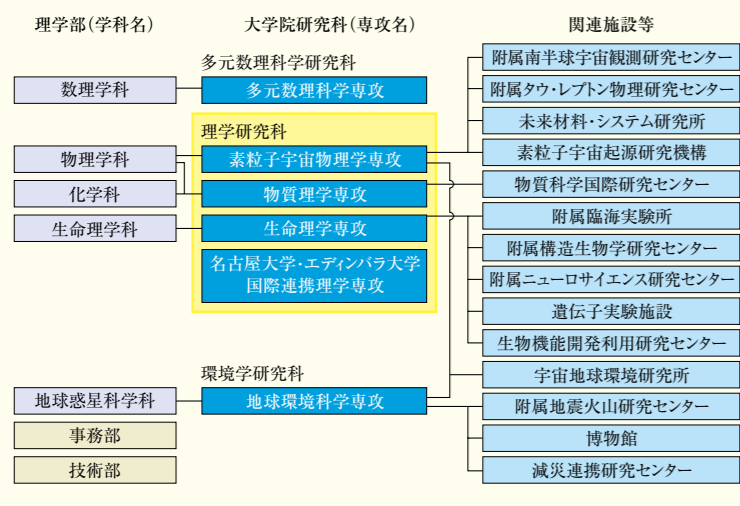 理学部（学科名）
大学院研究科（専攻名）
関連施設等
多元数理科学研究科
数理学科
多元数理科学専攻
理学研究科
物理学科
素粒子宇宙物理学専攻
化学科
物質理学専攻
生命理学科
生命理学専攻
名古屋大学・エディンバラ大学
国際連携理学専攻
環境学研究科
地球惑星科学科
地球環境科学専攻
事務部
技術部
附属南半球宇宙観測研究センター
附属タウ・レプトン物理研究センター
未来材料・システム研究所
素粒子宇宙起源研究機構
物質科学国際研究センター
附属臨海実験所
附属構造生物学研究センター
附属ニューロサイエンス研究センター
遺伝子実験施設
生物機能開発利用研究センター
宇宙地球環境研究所
附属地震火山研究センター
博物館
減災連携研究センター